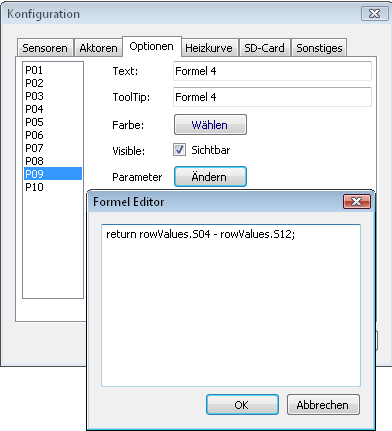 Konfiguration
Sensoren Aktoren Optionen Heizkurve SD-Card Sonstiges
P01
P02
P03
P04
P05
P06
P07
P08
P09
P10
Text: Formel 4
ToolTip: Formel 4
Farbe: Wählen
Visible: Sichtbar
Parameter Ändern
Formel Editor
return rowValues.S04 - rowValues.S12;
OK Abbrechen